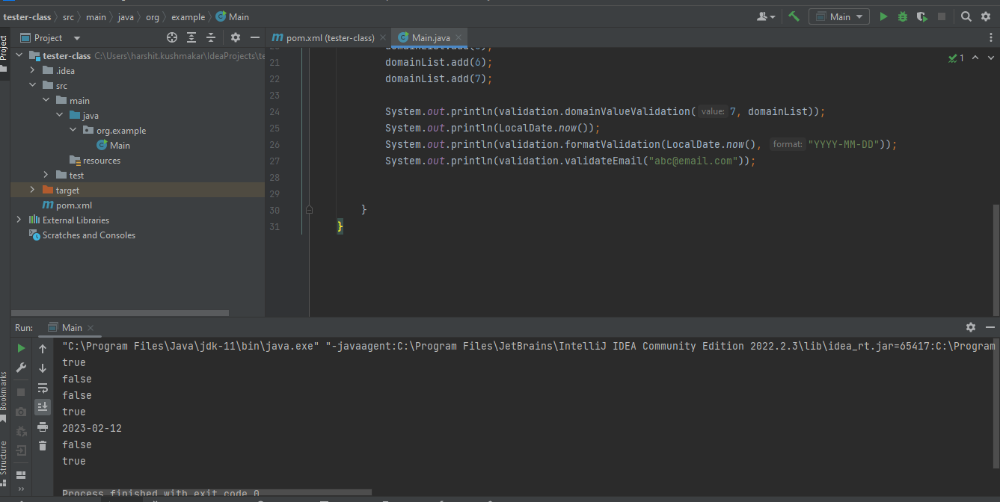 tester-class › src › main › java › org › example › Main
Main
Project
Project
pom.xml (tester-class)
Main.java
tester-class C:\Users\harshit.kushmakar\IdeaProjects\te
.idea
src
main
java
org.example
Main
resources
test
target
pom.xml
External Libraries
Scratches and Consoles
1
21 domainList.add(6);
22 domainList.add(7);
23
24 System.out.println(validation.domainValueValidation( value: 7, domainList));
25 System.out.println(LocalDate.now());
26 System.out.println(validation.formatValidation(LocalDate.now(), format: "YYYY-MM-DD"));
27 System.out.println(validation.validateEmail("abc@email.com"));
28
29
30 }
31 }
Run: Main
"C:\Program Files\Java\jdk-11\bin\java.exe" "-javaagent:C:\Program Files\JetBrains\IntelliJ IDEA Community Edition 2022.2.3\lib\idea_rt.jar=65417:C:\Program
true
false
false
true
2023-02-12
false
true
Process finished with exit code 0
Bookmarks
Structure